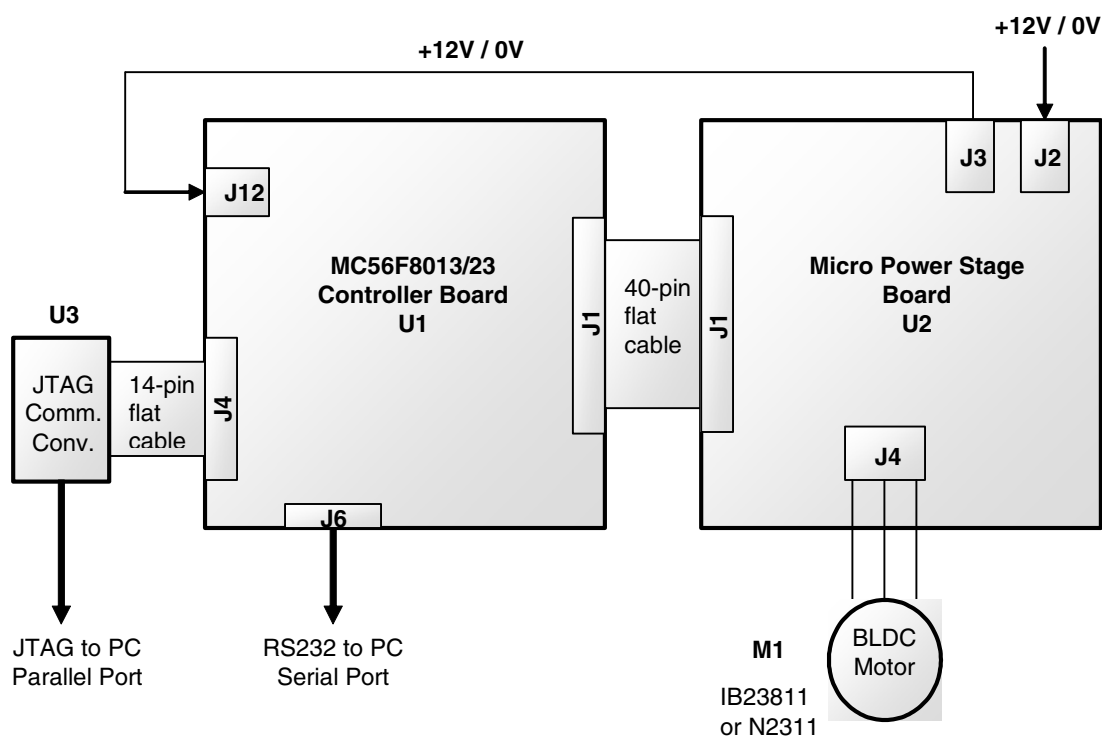 +12V / 0V
+12V / 0V
J3
J2
J12
MC56F8013/23
Controller Board
U1
J1
40-pin
flat
cable
J1
Micro Power Stage
Board
U2
U3
JTAG
Comm.
Conv.
14-pin
flat
cable
J4
J4
J6
JTAG to PC
Parallel Port
RS232 to PC
Serial Port
M1
IB23811
or N2311
BLDC
Motor